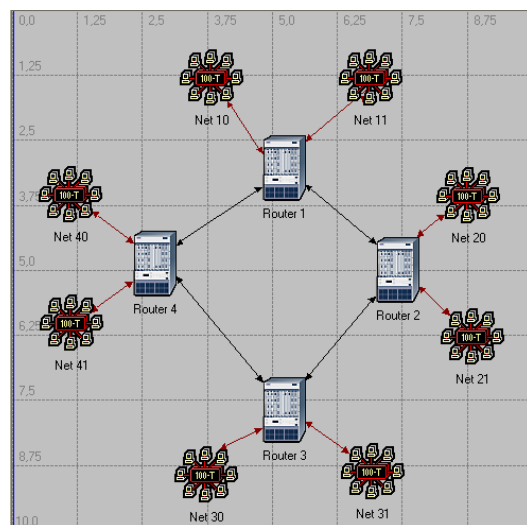 0,0 1,25 2,5 3,75 5,0 6,25 7,5 8,75
1,25
100-T 100-T
Net 10 Net 11
2,5
3,75
100-T 100-T
Router 1
Net 40 Net 20
5,0
Router 4 Router 2
6,25
100-T 100-T
Net 41 Net 21
7,5
Router 3
8,75
100-T 100-T
Net 30 Net 31
10,0